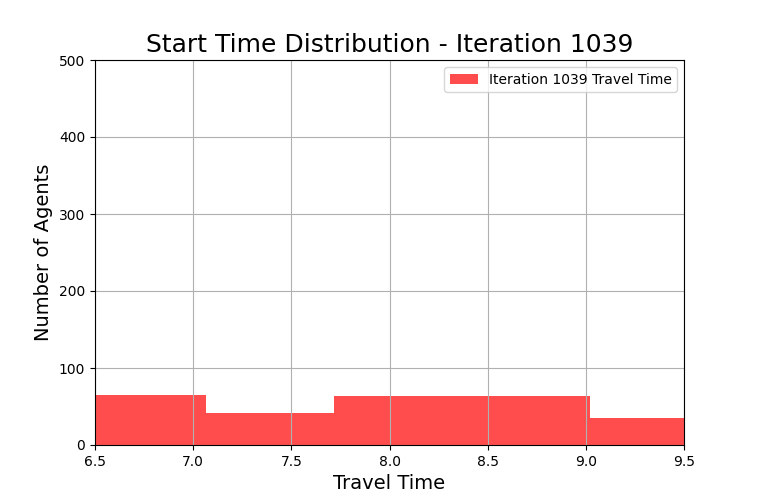 Start Time Distribution - Iteration 1039
Iteration 1039 Travel Time
Number of Agents
500
400
300
200
100
0
6.5 7.0 7.5 8.0 8.5 9.0 9.5
Travel Time